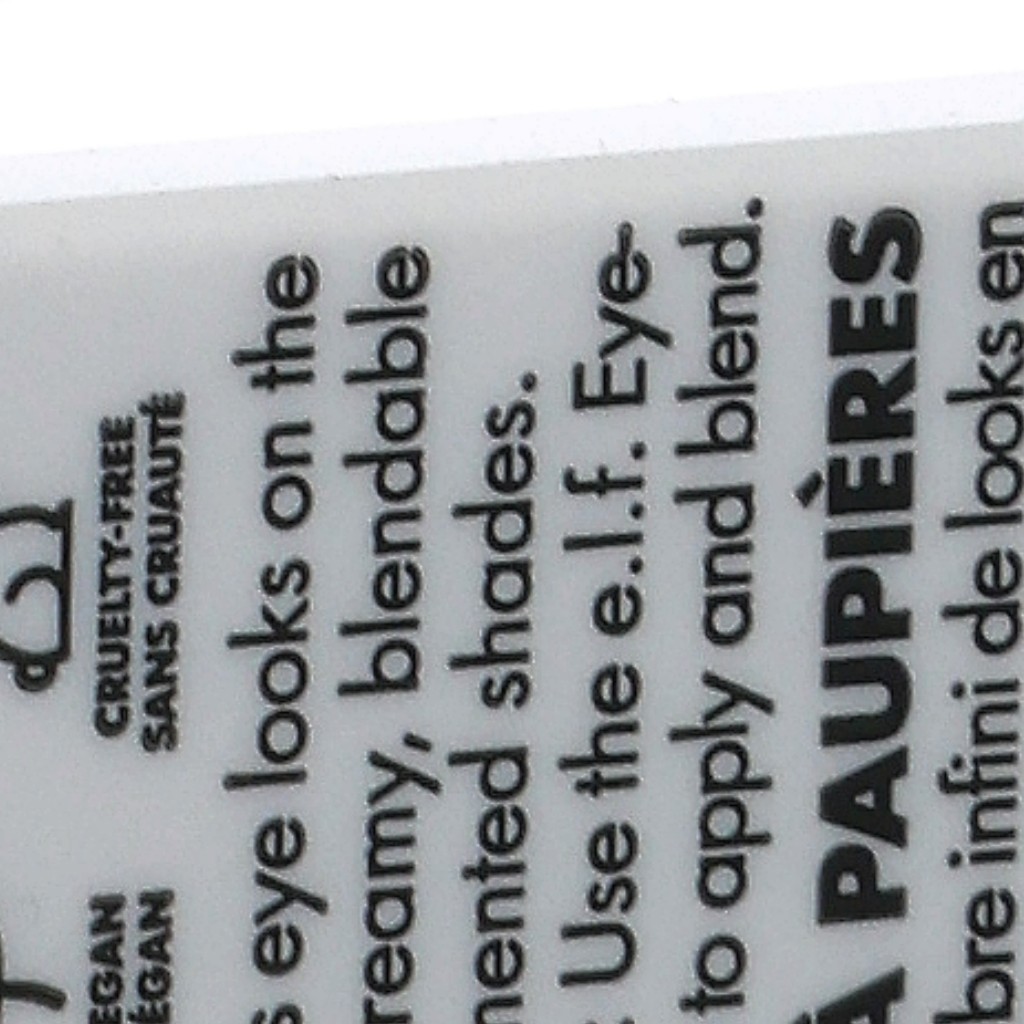 CRUELTY-FREE
SANS CRUAUTÉ
EGAN
ÉGAN
s eye looks on the
reamy, blendable
mented shades.
: Use the e.l.f. Eye-
to apply and blend.
À PAUPIÈRES
bre infini de looks en